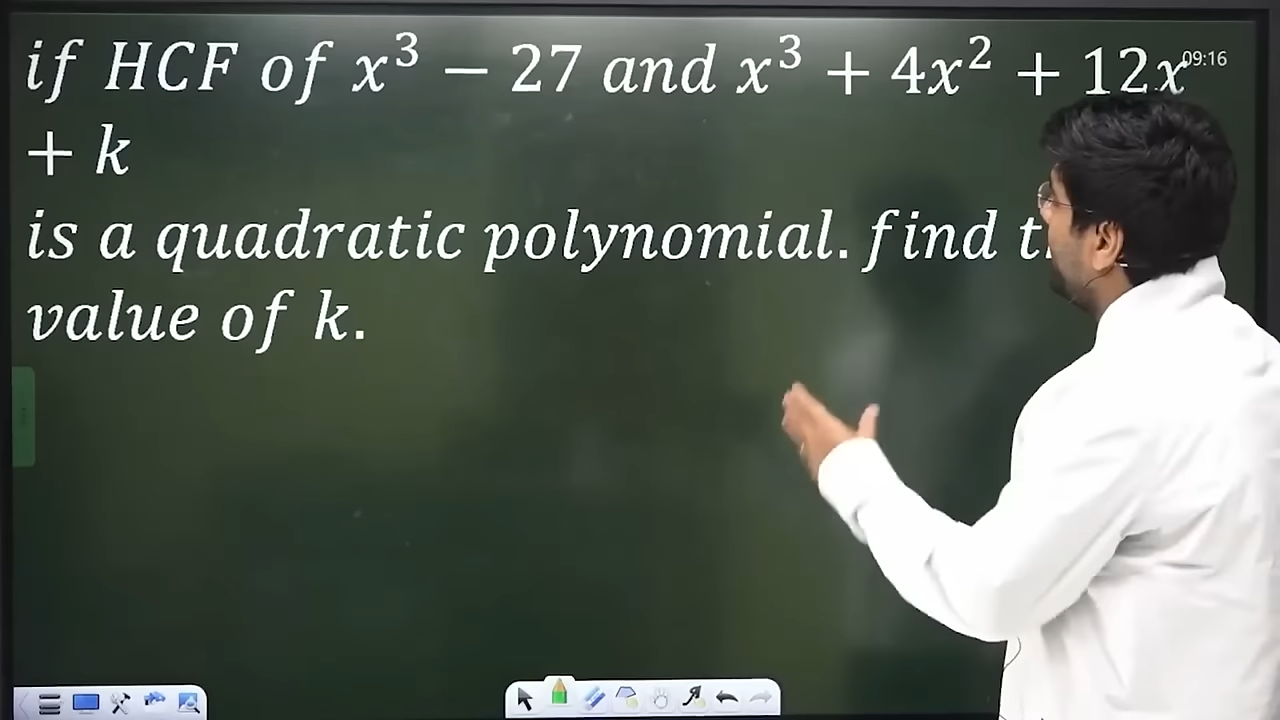 if HCF of x³ − 27 and x³ + 4x² + 12x
09:16
+ k
is a quadratic polynomial. find
value of k.